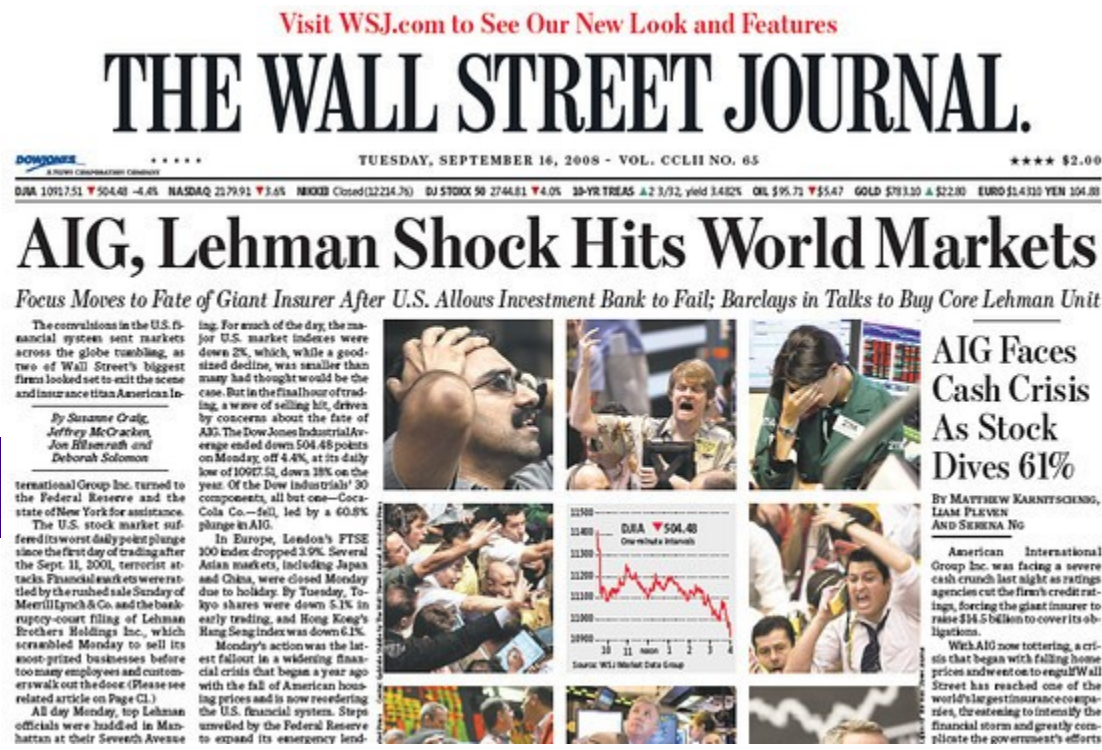 Visit WSJ.com to See Our New Look and Features
THE WALL STREET JOURNAL.
DOWJONES
A NEWS CORPORATION COMPANY
TUESDAY, SEPTEMBER 16, 2008 - VOL. CCLII NO. 65
★★★★ $2.00
DJIA 10917.51 ▼504.48 -4.4% NASDAQ 2179.91 ▼3.6% NIKKEI Closed (12214.76) DJ STOXX 50 2744.81 ▼4.0% 10-YR TREAS ▲2 3/32, yield 3.482% OIL $95.71 ▼$5.47 GOLD $783.10 ▲$22.80 EURO $1.4310 YEN 104.88
AIG, Lehman Shock Hits World Markets
Focus Moves to Fate of Giant Insurer After U.S. Allows Investment Bank to Fail; Barclays in Talks to Buy Core Lehman Unit
The convulsions in the U.S. fi-
nancial system sent markets
across the globe tumbling, as
two of Wall Street's biggest
firms looked set to exit the scene
and insurance titan American In-
By Susanne Craig,
Jeffrey McCracken,
Jon Hilsenrath and
Deborah Solomon
ternational Group Inc. turned to
the Federal Reserve and the
state of New York for assistance.
The U.S. stock market suf-
fered its worst daily point plunge
since the first day of trading after
the Sept. 11, 2001, terrorist at-
tacks. Financial markets were rat-
tled by the rushed sale Sunday of
Merrill Lynch & Co. and the bank-
ruptcy-court filing of Lehman
Brothers Holdings Inc., which
scrambled Monday to sell its
most-prized businesses before
too many employees and custom-
ers walk out the door. (Please see
related article on Page C1.)
All day Monday, top Lehman
officials were huddled in Man-
hattan at their Seventh Avenue
ing. For much of the day, the ma-
jor U.S. market indexes were
down 2%, which, while a good-
sized decline, was smaller than
many had thought would be the
case. But in the final hour of trad-
ing, a wave of selling hit, driven
by concerns about the fate of
AIG. The Dow Jones Industrial Av-
erage ended down 504.48 points
on Monday, off 4.4%, at its daily
low of 10917.51, down 18% on the
year. Of the Dow industrials' 30
components, all but one—Coca-
Cola Co.—fell, led by a 60.8%
plunge in AIG.
In Europe, London's FTSE
100 index dropped 3.9%. Several
Asian markets, including Japan
and China, were closed Monday
due to holiday. By Tuesday, To-
kyo shares were down 5.1% in
early trading, and Hong Kong's
Hang Seng index was down 6.1%.
Monday's action was the lat-
est fallout in a widening finan-
cial crisis that began a year ago
with the fall of American hous-
ing prices and is now reordering
the U.S. financial system. Steps
unveiled by the Federal Reserve
to expand its emergency lend-
11500
DJIA ▼504.48
One-minute intervals
11400
11300
11200
11100
11000
10900
10 11 noon 1 2 3 4
Source: WSJ Market Data Group
AIG Faces
Cash Crisis
As Stock
Dives 61%
BY MATTHEW KARNITSCHNIG,
LIAM PLEVEN
AND SERENA NG
American International
Group Inc. was facing a severe
cash crunch last night as ratings
agencies cut the firm's credit rat-
ings, forcing the giant insurer to
raise $14.5 billion to cover its ob-
ligations.
With AIG now tottering, a cri-
sis that began with falling home
prices and went on to engulf Wall
Street has reached one of the
world's largest insurance compa-
nies, threatening to intensify the
financial storm and greatly com-
plicate the government's efforts